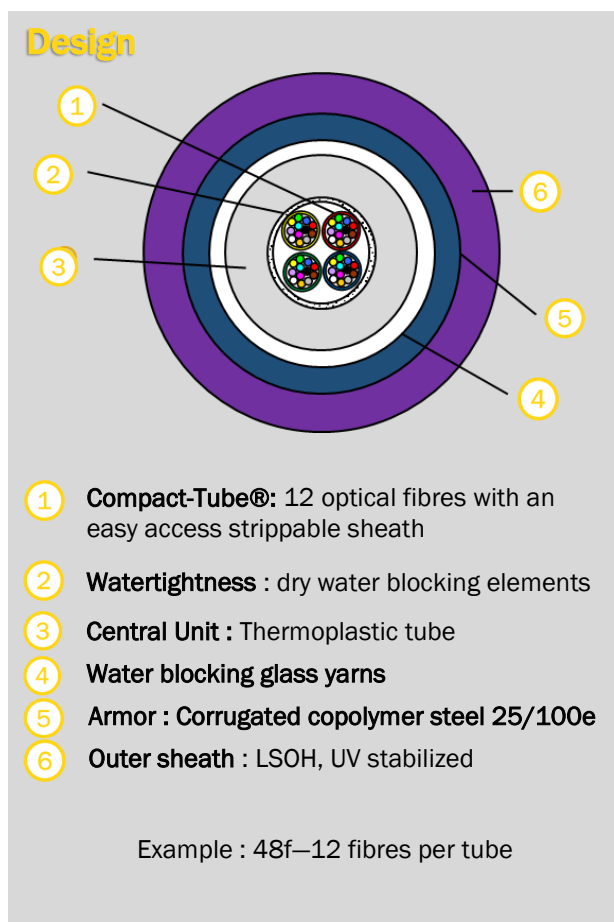 Design
1
2
3
6
5
4
1 Compact-Tube®: 12 optical fibres with an
easy access strippable sheath
2 Watertightness : dry water blocking elements
3 Central Unit : Thermoplastic tube
4 Water blocking glass yarns
5 Armor : Corrugated copolymer steel 25/100e
6 Outer sheath : LSOH, UV stabilized
Example : 48f—12 fibres per tube